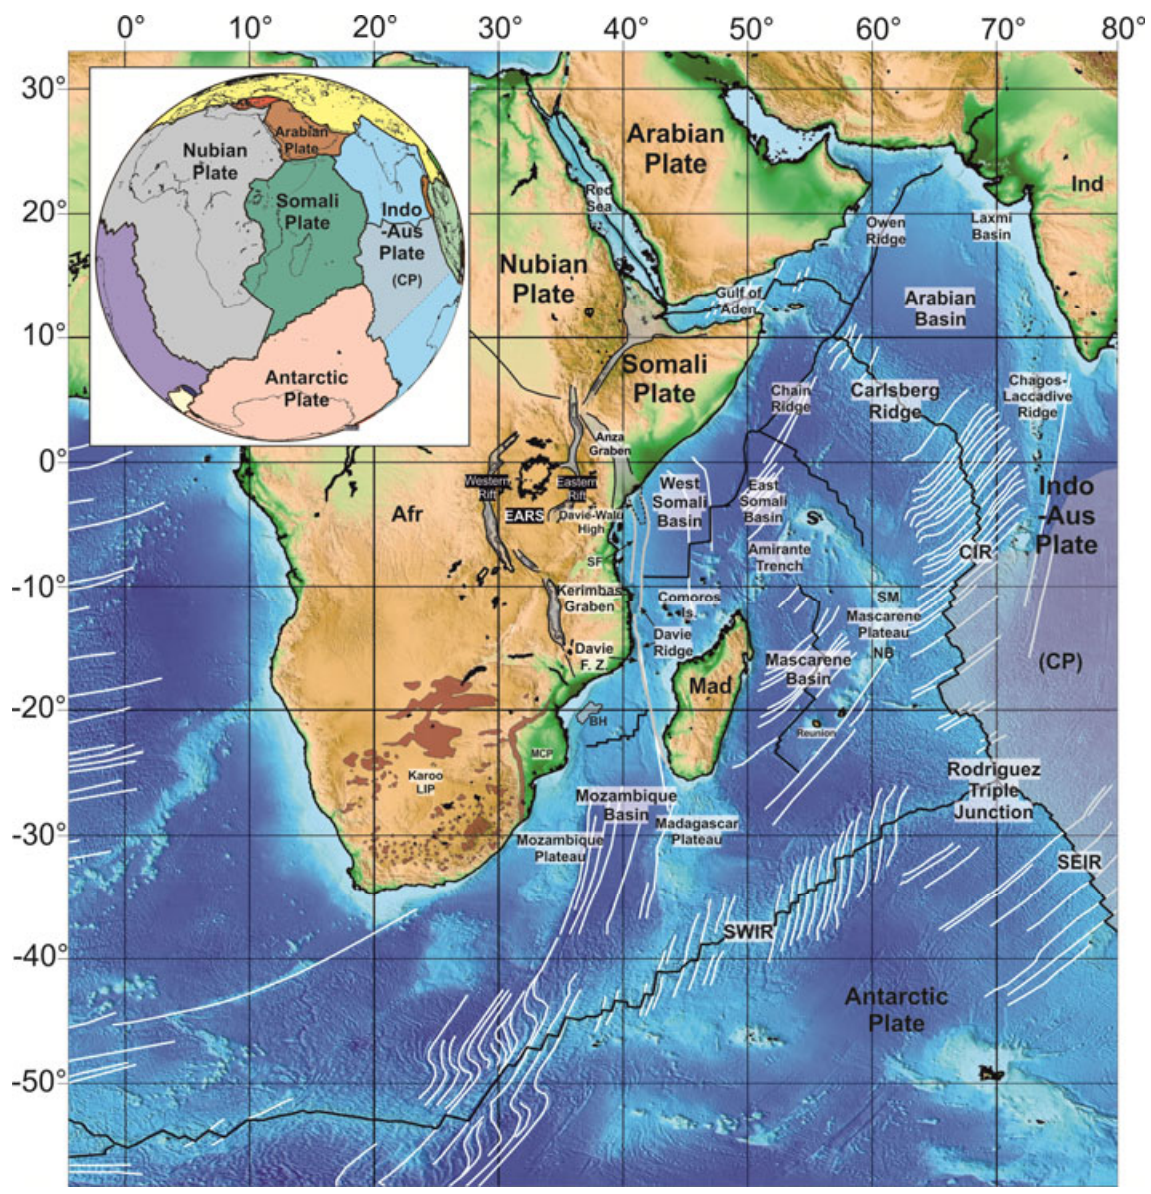 0° 10° 20° 30° 40° 50° 60° 70° 80°
30°
20°
10°
0°
-10°
-20°
-30°
-40°
-50°
Nubian
Plate
Arabian
Plate
Somali
Plate
Indo
-Aus
Plate
(CP)
Antarctic
Plate
Arabian
Plate
Red
Sea
Ind
Laxmi
Basin
Owen
Ridge
Nubian
Plate
Gulf of
Aden
Arabian
Basin
Somali
Plate
Chain
Ridge
Carlsberg
Ridge
Chagos-
Laccadive
Ridge
Anza
Graben
Western
Rift
Eastern
Rift
EARS
Afr
Davie-Walu
High
West
Somali
Basin
East
Somali
Basin
S
Indo
-Aus
Plate
SF
Amirante
Trench
CIR
Kerimbas
Graben
Comoros
Is.
SM
Mascarene
Plateau
NB
Davie
F. Z.
Davie
Ridge
Mad
Mascarene
Basin
(CP)
BH
Reunion
MCP
Karoo
LIP
Mozambique
Basin
Rodriguez
Triple
Junction
Mozambique
Plateau
Madagascar
Plateau
SEIR
SWIR
Antarctic
Plate